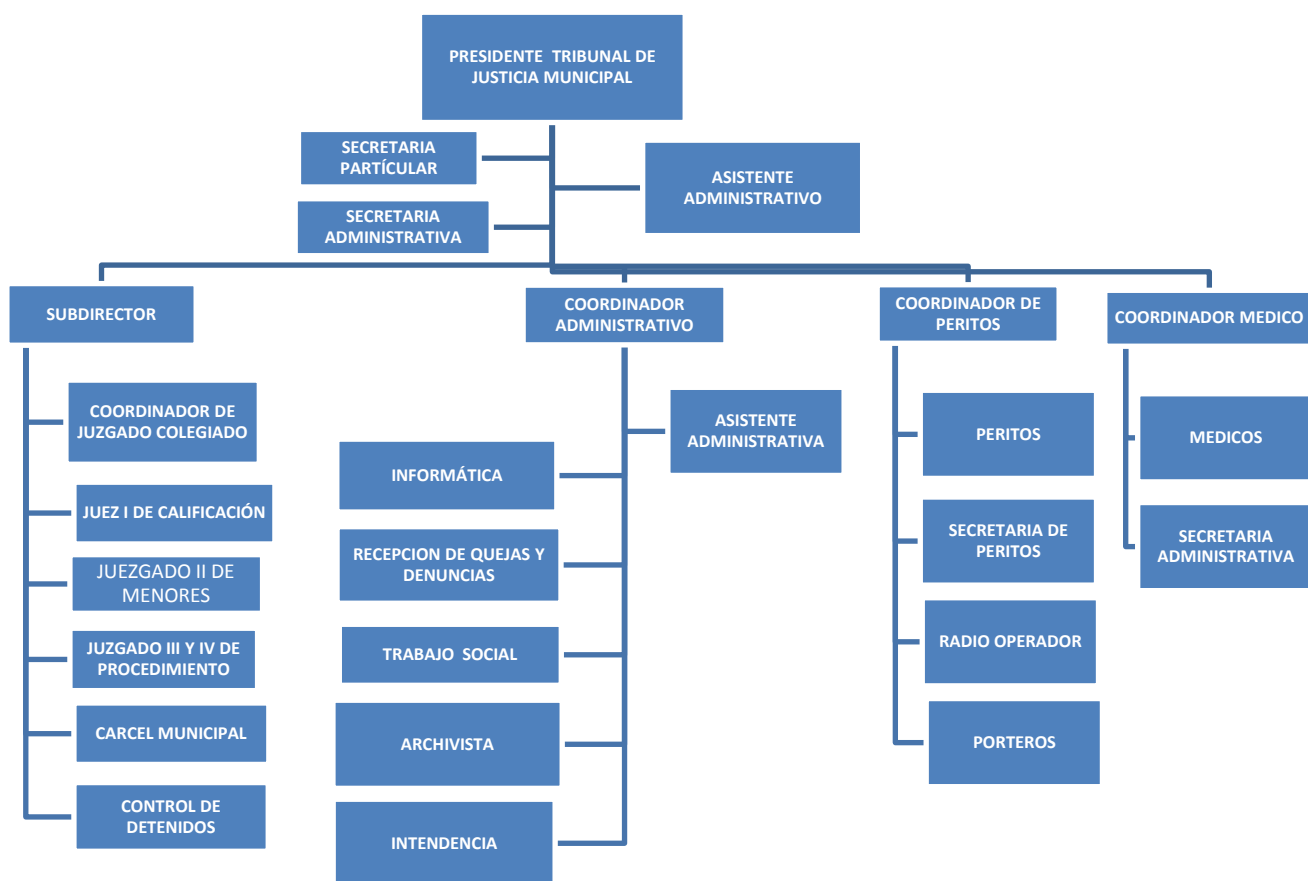 PRESIDENTE TRIBUNAL DE
JUSTICIA MUNICIPAL
SECRETARIA
PARTÍCULAR
ASISTENTE
ADMINISTRATIVO
SECRETARIA
ADMINISTRATIVA
SUBDIRECTOR
COORDINADOR DE
JUZGADO COLEGIADO
JUEZ I DE CALIFICACIÓN
JUEZGADO II DE
MENORES
JUZGADO III Y IV DE
PROCEDIMIENTO
CARCEL MUNICIPAL
CONTROL DE
DETENIDOS
COORDINADOR
ADMINISTRATIVO
ASISTENTE
ADMINISTRATIVA
INFORMÁTICA
RECEPCION DE QUEJAS Y
DENUNCIAS
TRABAJO SOCIAL
ARCHIVISTA
INTENDENCIA
COORDINADOR DE
PERITOS
PERITOS
SECRETARIA DE
PERITOS
RADIO OPERADOR
PORTEROS
COORDINADOR MEDICO
MEDICOS
SECRETARIA
ADMINISTRATIVA